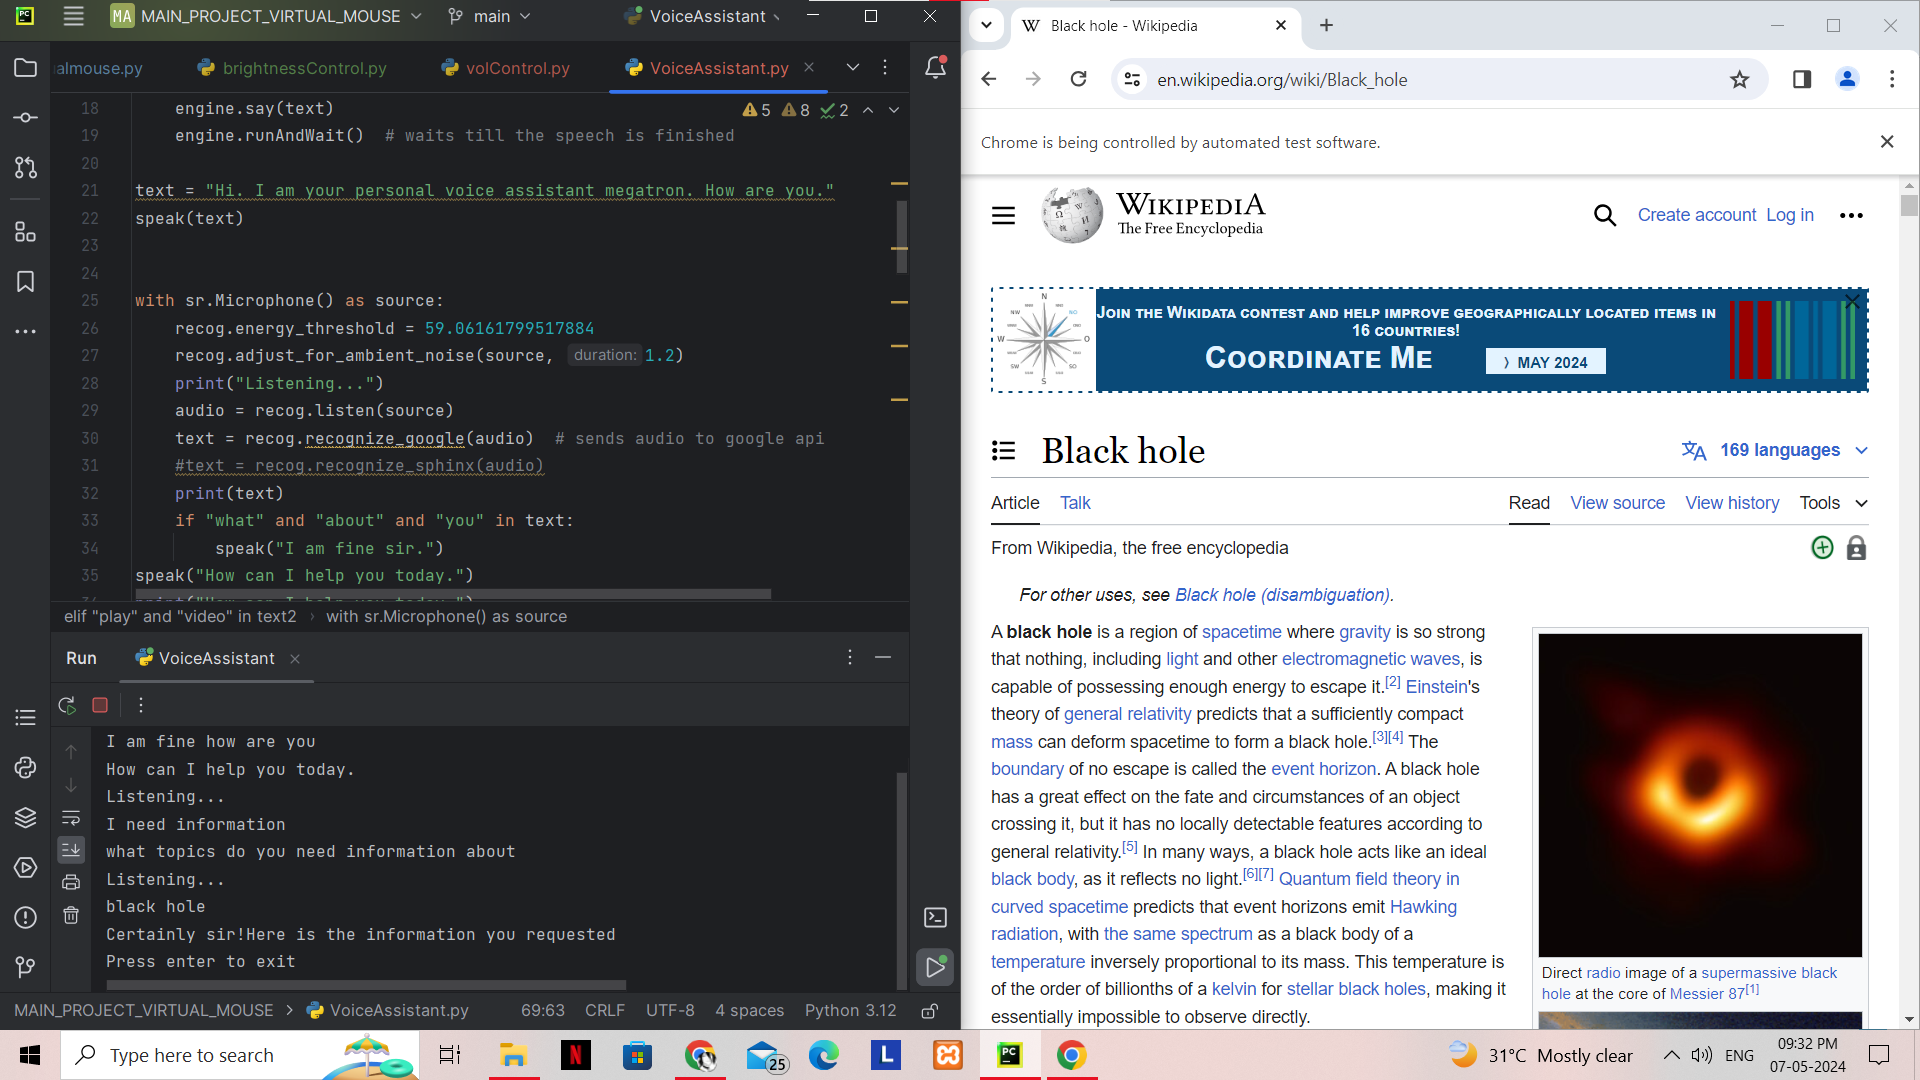 MA MAIN_PROJECT_VIRTUAL_MOUSE main VoiceAssistant
almouse.py brightnessControl.py volControl.py VoiceAssistant.py
5 8 2
18 engine.say(text)
19 engine.runAndWait()  # waits till the speech is finished
20
21 text = "Hi. I am your personal voice assistant megatron. How are you."
22 speak(text)
23
24
25 with sr.Microphone() as source:
26 recog.energy_threshold = 59.06161799517884
27 recog.adjust_for_ambient_noise(source, duration: 1.2)
28 print("Listening...")
29 audio = recog.listen(source)
30 text = recog.recognize_google(audio)  # sends audio to google api
31 #text = recog.recognize_sphinx(audio)
32 print(text)
33 if "what" and "about" and "you" in text:
34 speak("I am fine sir.")
35 speak("How can I help you today.")
elif "play" and "video" in text2 › with sr.Microphone() as source
Run VoiceAssistant
I am fine how are you
How can I help you today.
Listening...
I need information
what topics do you need information about
Listening...
black hole
Certainly sir!Here is the information you requested
Press enter to exit
MAIN_PROJECT_VIRTUAL_MOUSE > VoiceAssistant.py 69:63 CRLF UTF-8 4 spaces Python 3.12
W Black hole - Wikipedia
en.wikipedia.org/wiki/Black_hole
Chrome is being controlled by automated test software.
WIKIPEDIA
The Free Encyclopedia
Create account Log in
N
NO
W O
S
JOIN THE WIKIDATA CONTEST AND HELP IMPROVE GEOGRAPHICALLY LOCATED ITEMS IN
16 COUNTRIES!
COORDINATE ME › MAY 2024
Black hole 169 languages
Article Talk Read View source View history Tools
From Wikipedia, the free encyclopedia
For other uses, see Black hole (disambiguation).
A black hole is a region of spacetime where gravity is so strong
that nothing, including light and other electromagnetic waves, is
capable of possessing enough energy to escape it.[2] Einstein's
theory of general relativity predicts that a sufficiently compact
mass can deform spacetime to form a black hole.[3][4] The
boundary of no escape is called the event horizon. A black hole
has a great effect on the fate and circumstances of an object
crossing it, but it has no locally detectable features according to
general relativity.[5] In many ways, a black hole acts like an ideal
black body, as it reflects no light.[6][7] Quantum field theory in
curved spacetime predicts that event horizons emit Hawking
radiation, with the same spectrum as a black body of a
temperature inversely proportional to its mass. This temperature is
of the order of billionths of a kelvin for stellar black holes, making it
essentially impossible to observe directly.
Direct radio image of a supermassive black
hole at the core of Messier 87[1]
Type here to search
N
25
L
PC
31°C Mostly clear
ENG
09:32 PM
07-05-2024